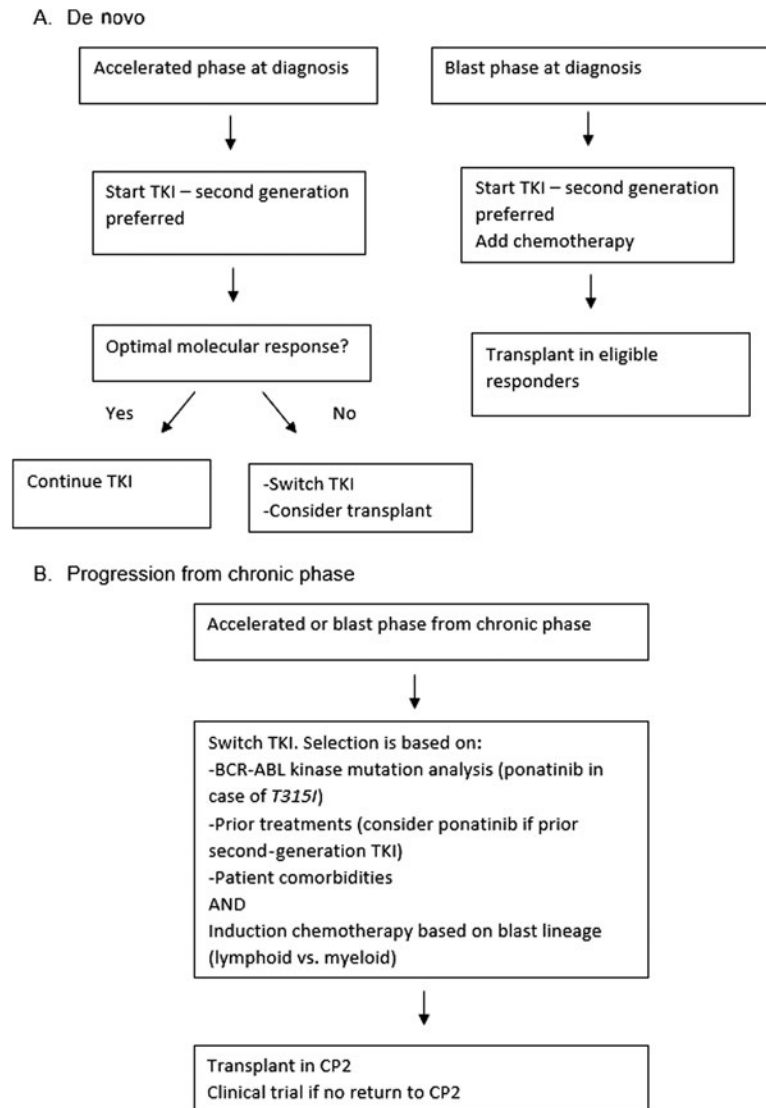 A. De novo
Accelerated phase at diagnosis
Blast phase at diagnosis
Start TKI – second generation
preferred
Start TKI – second generation
preferred
Add chemotherapy
Optimal molecular response?
Transplant in eligible
responders
Yes
No
Continue TKI
-Switch TKI
-Consider transplant
B. Progression from chronic phase
Accelerated or blast phase from chronic phase
Switch TKI. Selection is based on:
-BCR-ABL kinase mutation analysis (ponatinib in
case of T315I)
-Prior treatments (consider ponatinib if prior
second-generation TKI)
-Patient comorbidities
AND
Induction chemotherapy based on blast lineage
(lymphoid vs. myeloid)
Transplant in CP2
Clinical trial if no return to CP2